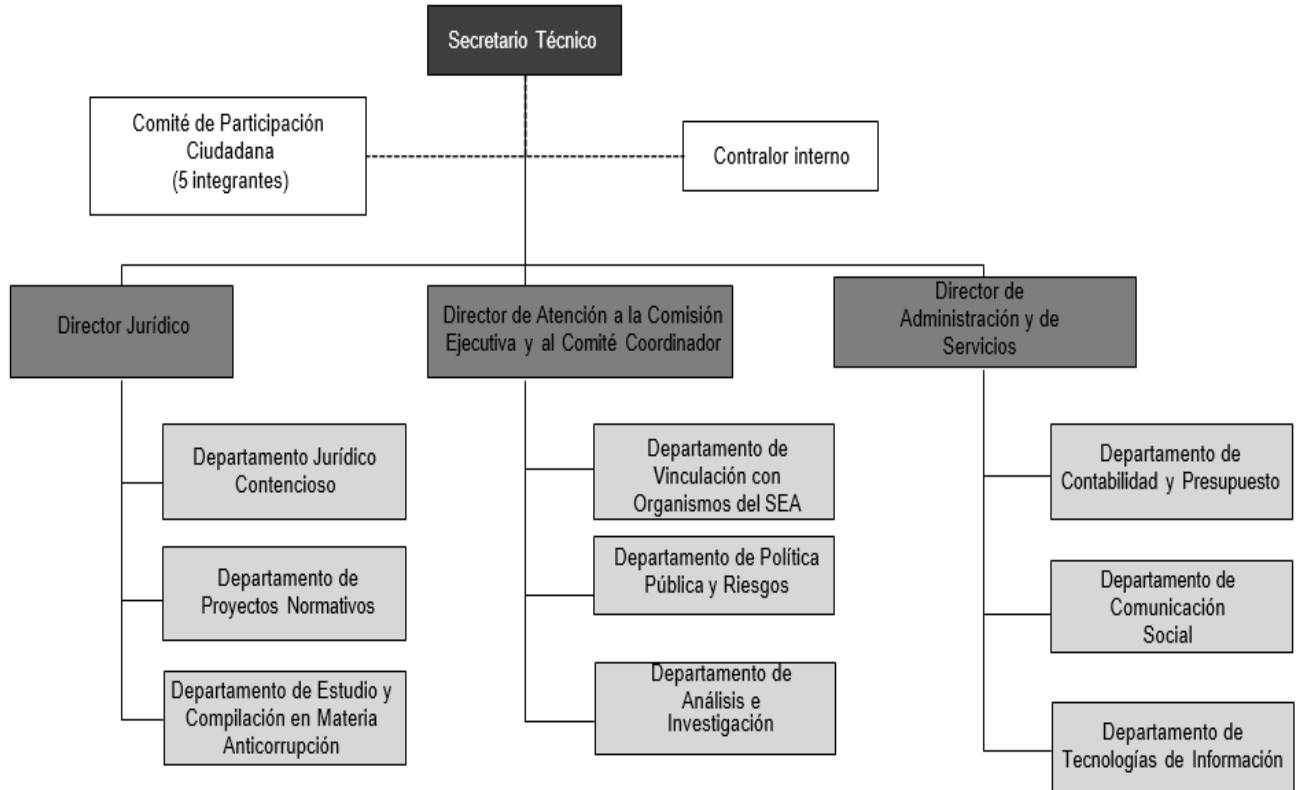 Secretario Técnico
Comité de Participación
Ciudadana
(5 integrantes)
Contralor interno
Director Jurídico
Director de Atención a la Comisión
Ejecutiva y al Comité Coordinador
Director de
Administración y de
Servicios
Departamento Jurídico
Contencioso
Departamento de
Proyectos Normativos
Departamento de Estudio y
Compilación en Materia
Anticorrupción
Departamento de
Vinculación con
Organismos del SEA
Departamento de Política
Pública y Riesgos
Departamento de
Análisis e
Investigación
Departamento de
Contabilidad y Presupuesto
Departamento de
Comunicación
Social
Departamento de
Tecnologías de Información